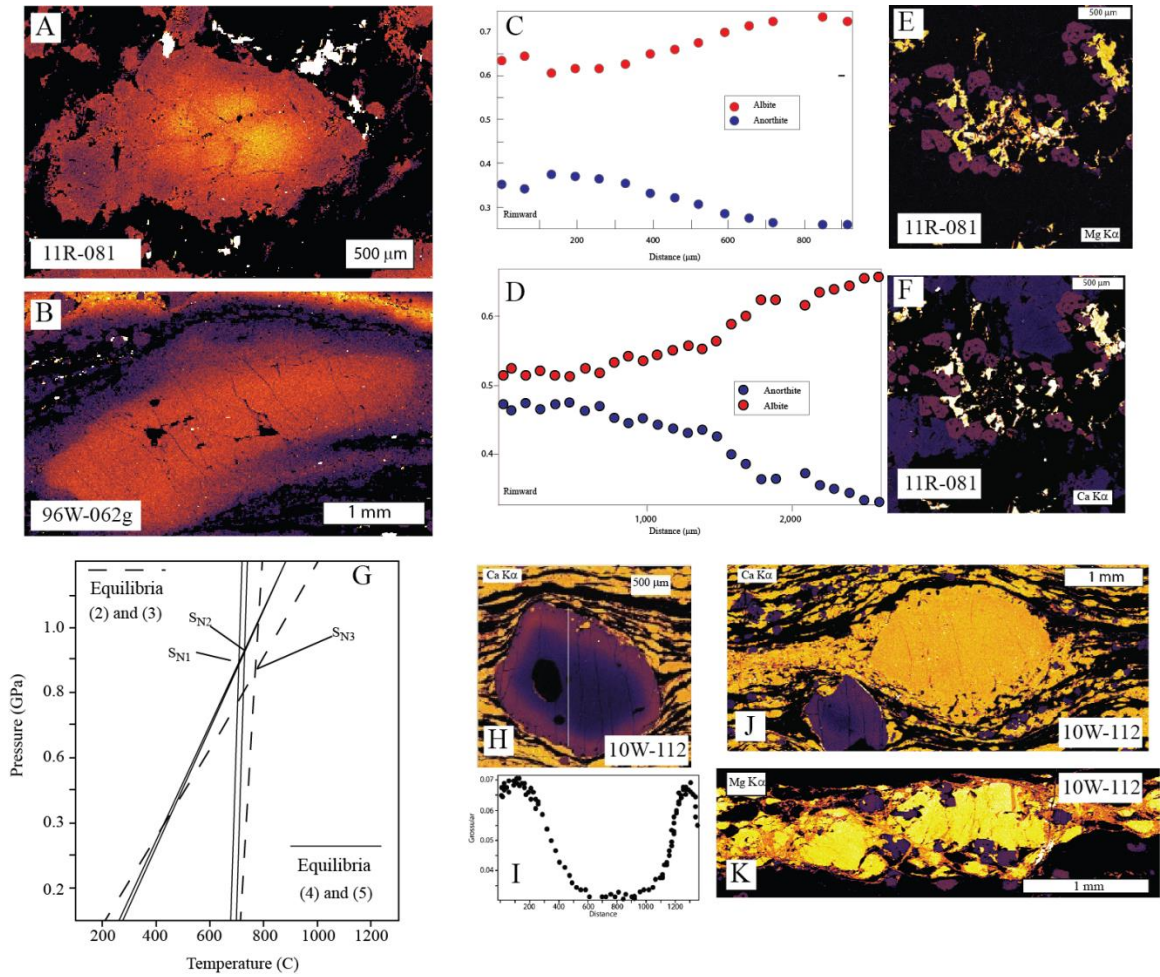 A
11R-081
500 μm
B
96W-062g
1 mm
C
0.7
0.6
0.5
0.4
0.3
Albite
Anorthite
Rimward
200
400
600
800
Distance (μm)
D
0.6
0.5
0.4
Anorthite
Albite
Rimward
1,000
2,000
Distance (μm)
E
500 μm
11R-081
Mg Kα
F
500 μm
11R-081
Ca Kα
G
Equilibria
(2) and (3)
SN2
SN1
SN3
1.0
0.8
0.6
0.3
0.2
Pressure (GPa)
Equilibria
(4) and (5)
200 400 600 800 1000 1200
Temperature (C)
Ca Kα
500 μm
H
10W-112
0.07
0.06
0.05
0.04
Grossular
I
0 200 400 600 800 1000 1200
Distance
Ca Kα
1 mm
J
10W-112
Mg Kα
10W-112
K
1 mm